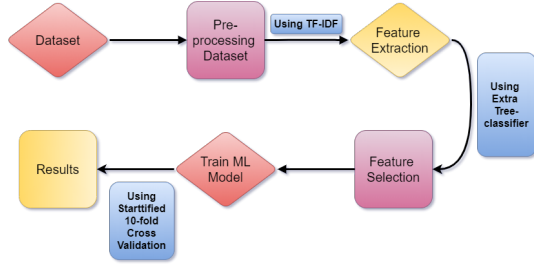 Dataset
Pre-
processing
Dataset
Using TF-IDF
Feature
Extraction
Using
Extra
Tree-
classifier
Results
Using
Starttified
10-fold
Cross
Validation
Train ML
Model
Feature
Selection